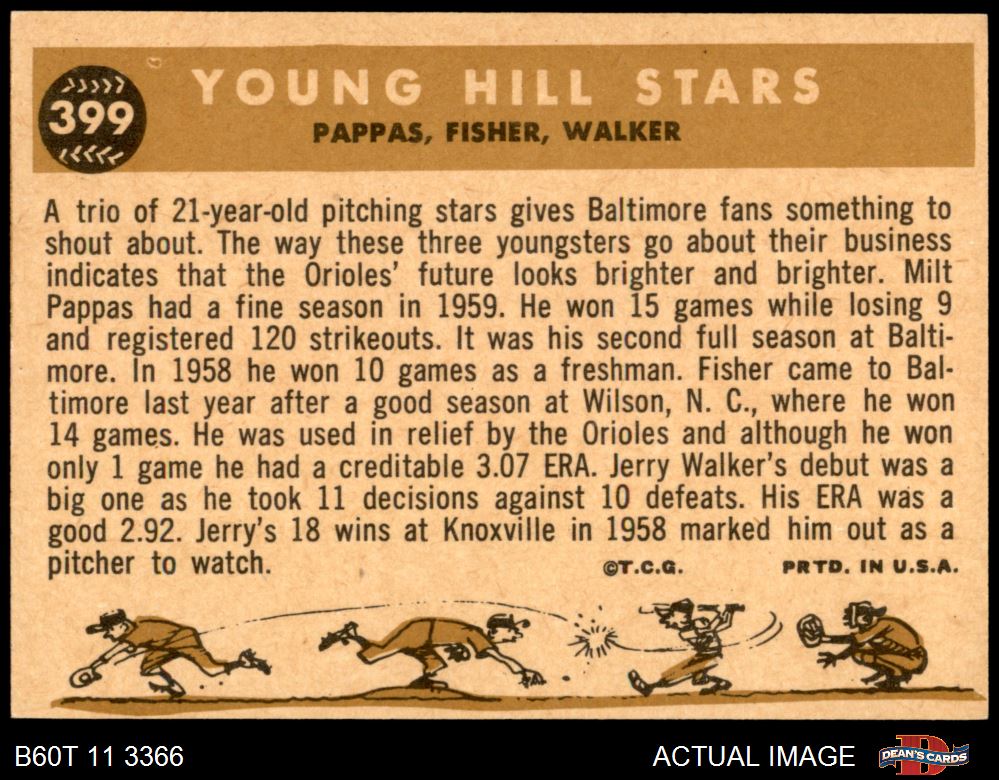 399
YOUNG HILL STARS
PAPPAS, FISHER, WALKER
A trio of 21-year-old pitching stars gives Baltimore fans something to
shout about. The way these three youngsters go about their business
indicates that the Orioles' future looks brighter and brighter. Milt
Pappas had a fine season in 1959. He won 15 games while losing 9
and registered 120 strikeouts. It was his second full season at Balti-
more. In 1958 he won 10 games as a freshman. Fisher came to Bal-
timore last year after a good season at Wilson, N. C., where he won
14 games. He was used in relief by the Orioles and although he won
only 1 game he had a creditable 3.07 ERA. Jerry Walker's debut was a
big one as he took 11 decisions against 10 defeats. His ERA was a
good 2.92. Jerry's 18 wins at Knoxville in 1958 marked him out as a
pitcher to watch.
©T.C.G. PRTD. IN U.S.A.
B60T 11 3366 ACTUAL IMAGE DEAN'S CARDS